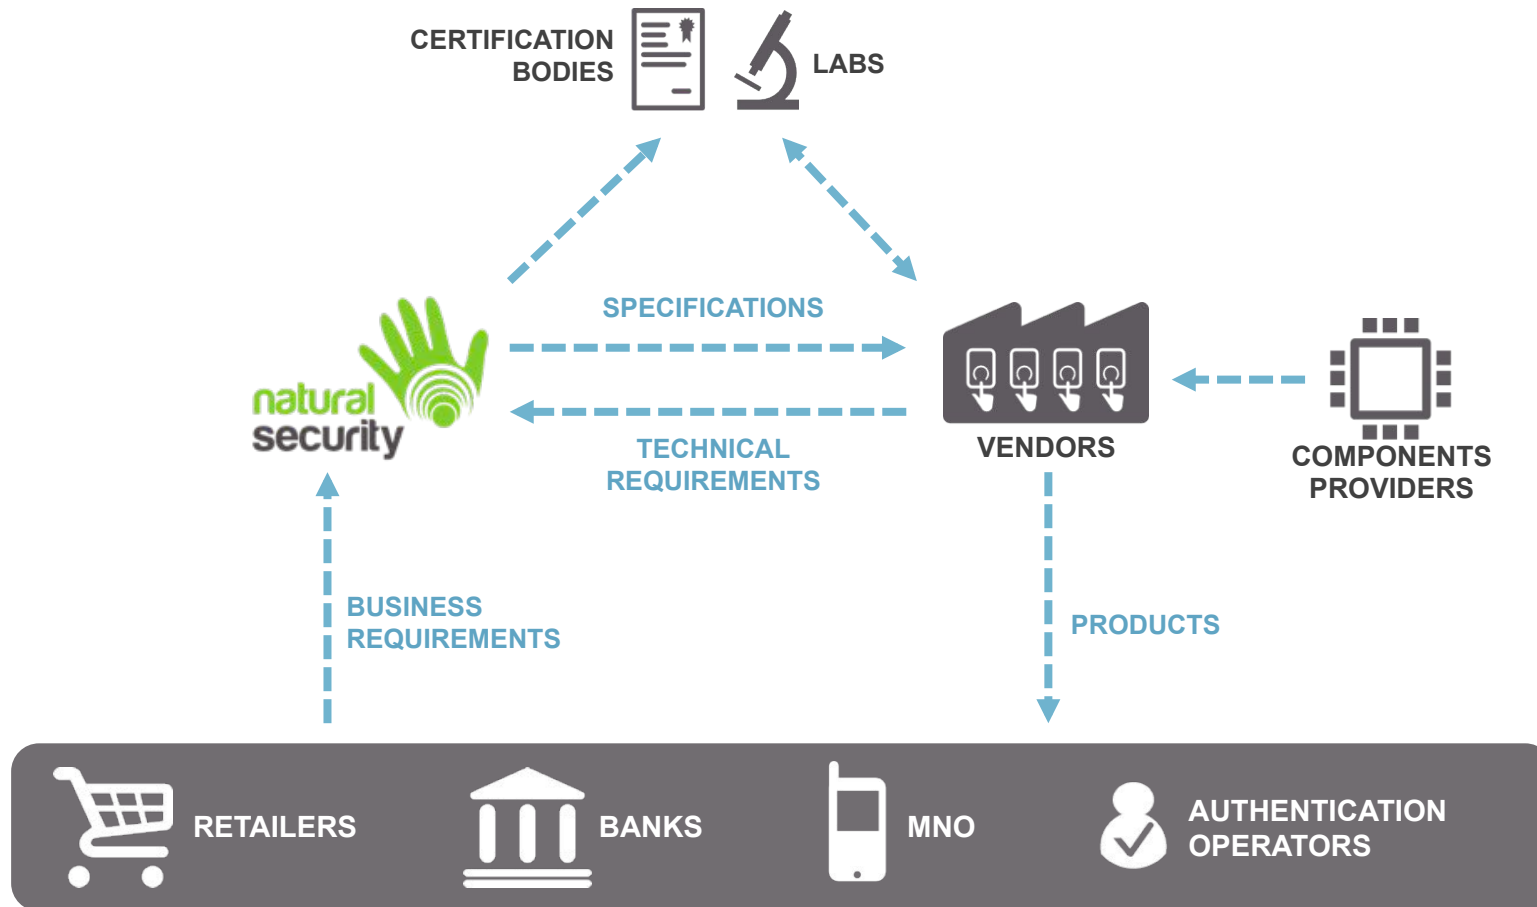 CERTIFICATION
BODIES
LABS
SPECIFICATIONS
natural
security
TECHNICAL
REQUIREMENTS
VENDORS
COMPONENTS
PROVIDERS
BUSINESS
REQUIREMENTS
PRODUCTS
RETAILERS
BANKS
MNO
AUTHENTICATION
OPERATORS